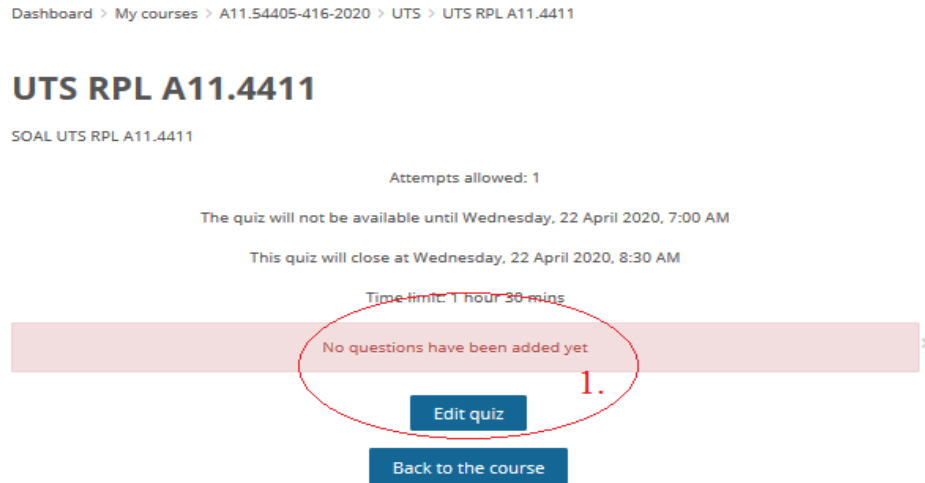 Dashboard > My courses > A11.54405-416-2020 > UTS > UTS RPL A11.4411
UTS RPL A11.4411
SOAL UTS RPL A11.4411
Attempts allowed: 1
The quiz will not be available until Wednesday, 22 April 2020, 7:00 AM
This quiz will close at Wednesday, 22 April 2020, 8:30 AM
Time limit: 1 hour 30 mins
No questions have been added yet
1.
Edit quiz
Back to the course